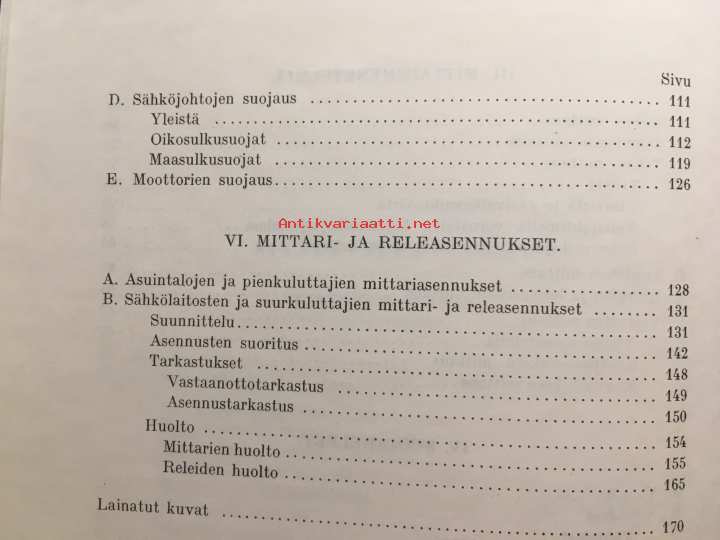 Sivu
D. Sähköjohtojen suojaus ........................................ 111
Yleistä ........................................ 111
Oikosulkusuojat ........................................ 112
Maasulkusuojat ........................................ 119
E. Moottorien suojaus ........................................ 126
Antikvariaatti.net
VI. MITTARI- JA RELEASENNUKSET.
A. Asuintalojen ja pienkuluttajien mittariasennukset .................... 128
B. Sähkölaitosten ja suurkuluttajien mittari- ja releasennukset ........ 131
Suunnittelu ........................................ 131
Asennusten suoritus ........................................ 142
Tarkastukset ........................................ 148
Vastaanottotarkastus ........................................ 149
Asennustarkastus ........................................ 150
Huolto ........................................ 154
Mittarien huolto ........................................ 155
Releiden huolto ........................................ 165
Lainatut kuvat ........................................ 170